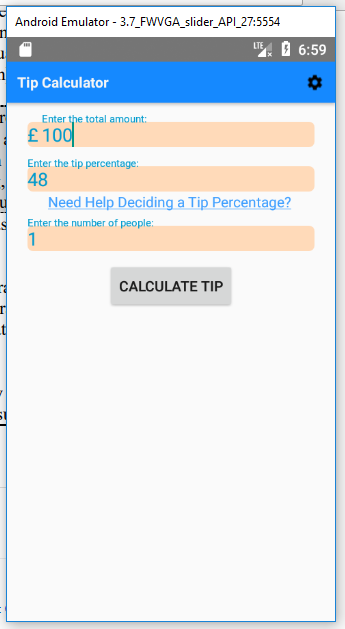 Android Emulator - 3.7_FWVGA_slider_API_27:5554
LTE 6:59
Tip Calculator
Enter the total amount:
£ 100
Enter the tip percentage:
48
Need Help Deciding a Tip Percentage?
Enter the number of people:
1
CALCULATE TIP